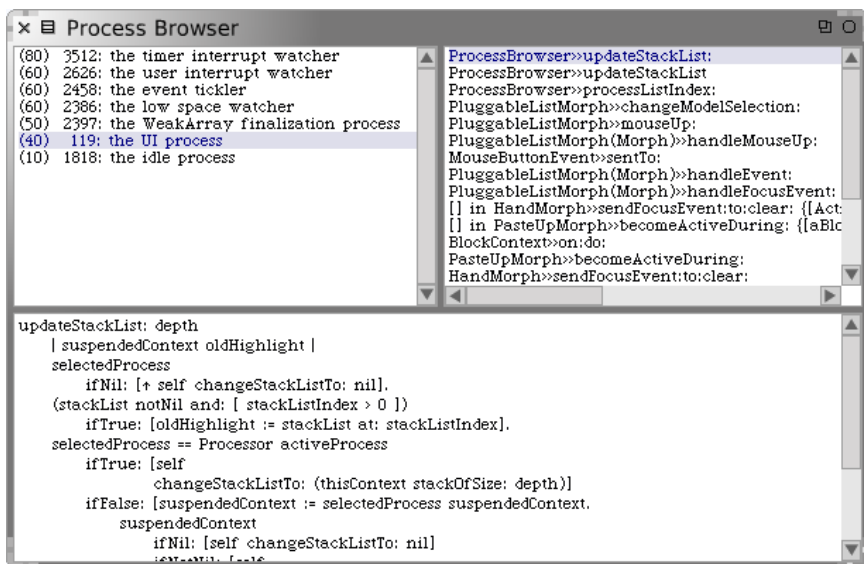 Process Browser
(80) 3512: the timer interrupt watcher
(60) 2626: the user interrupt watcher
(60) 2458: the event tickler
(60) 2386: the low space watcher
(50) 2397: the WeakArray finalization process
(40) 119: the UI process
(10) 1818: the idle process
ProcessBrowser»updateStackList:
ProcessBrowser»updateStackList
ProcessBrowser»processListIndex:
PluggableListMorph»changeModelSelection:
PluggableListMorph»mouseUp:
PluggableListMorph(Morph)»handleMouseUp:
MouseButtonEvent»sentTo:
PluggableListMorph(Morph)»handleEvent:
PluggableListMorph(Morph)»handleFocusEvent:
[] in HandMorph»sendFocusEvent:to:clear: {[Act
[] in PasteUpMorph»becomeActiveDuring: {[aBlo
BlockContext»on:do:
PasteUpMorph»becomeActiveDuring:
HandMorph»sendFocusEvent:to:clear:
updateStackList: depth
| suspendedContext oldHighlight |
selectedProcess
ifNil: [↑ self changeStackListTo: nil].
(stackList notNil and: [ stackListIndex > 0 ])
ifTrue: [oldHighlight := stackList at: stackListIndex].
selectedProcess == Processor activeProcess
ifTrue: [self
changeStackListTo: (thisContext stackOfSize: depth)]
ifFalse: [suspendedContext := selectedProcess suspendedContext.
suspendedContext
ifNil: [self changeStackListTo: nil]
ifNotNil: [self